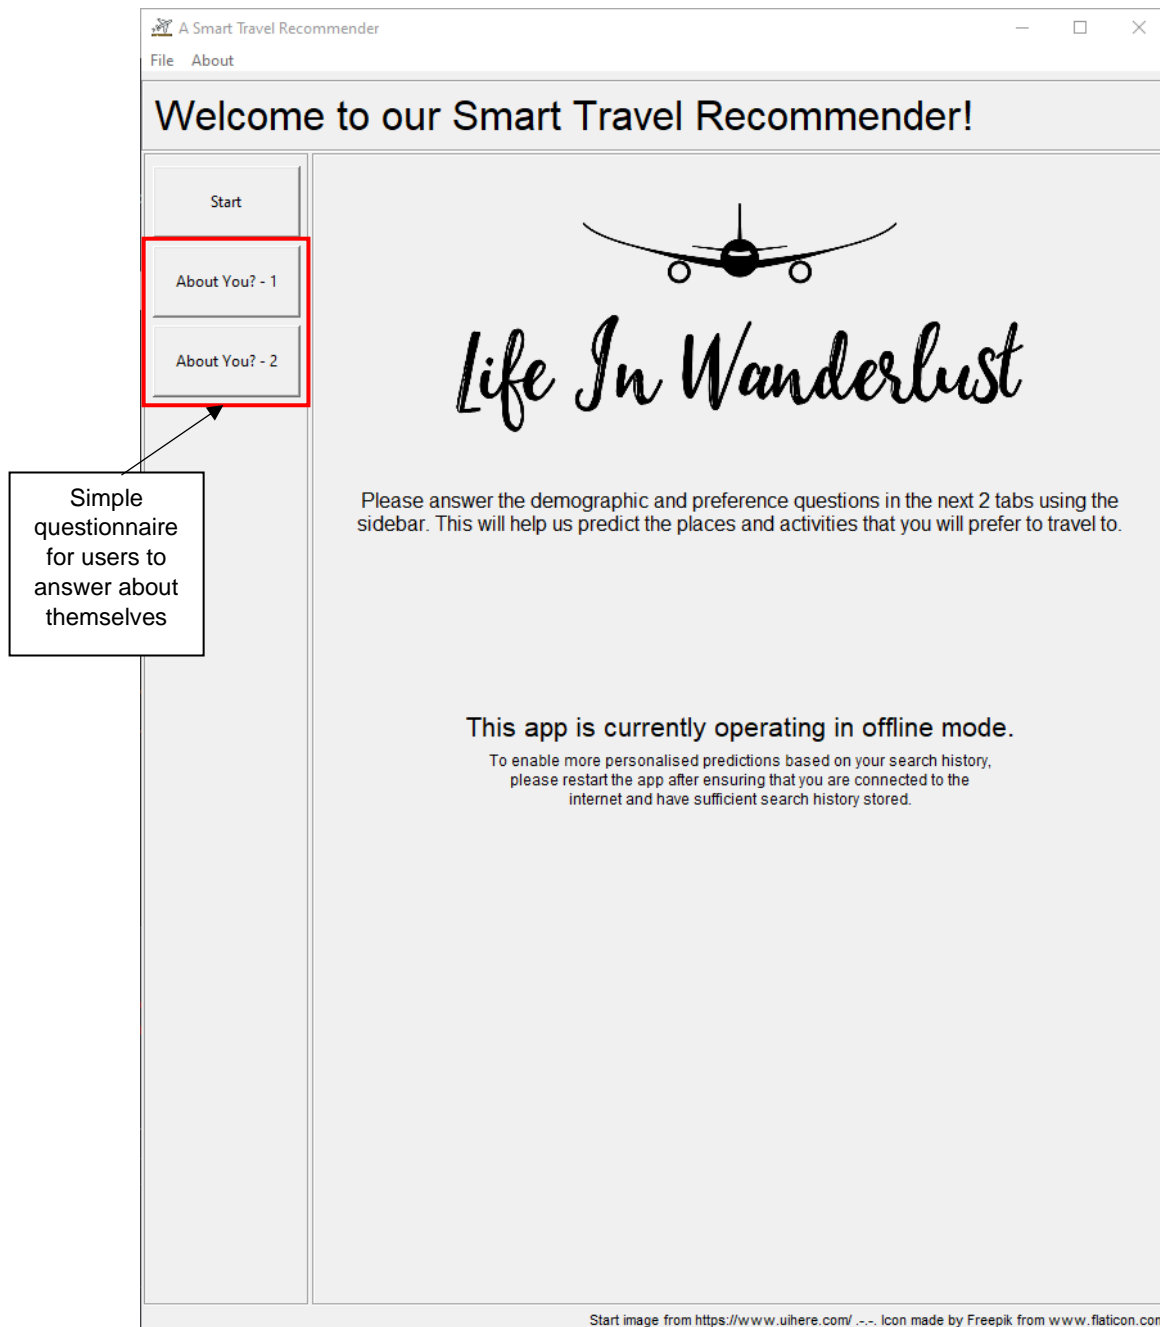 A Smart Travel Recommender
File About
Welcome to our Smart Travel Recommender!
Start
About You? - 1
About You? - 2
Life In Wanderlust
Simple
questionnaire
for users to
answer about
themselves
Please answer the demographic and preference questions in the next 2 tabs using the
sidebar. This will help us predict the places and activities that you will prefer to travel to.
This app is currently operating in offline mode.
To enable more personalised predictions based on your search history,
please restart the app after ensuring that you are connected to the
internet and have sufficient search history stored.
Start image from https://www.uihere.com/ .-.-. Icon made by Freepik from www.flaticon.com